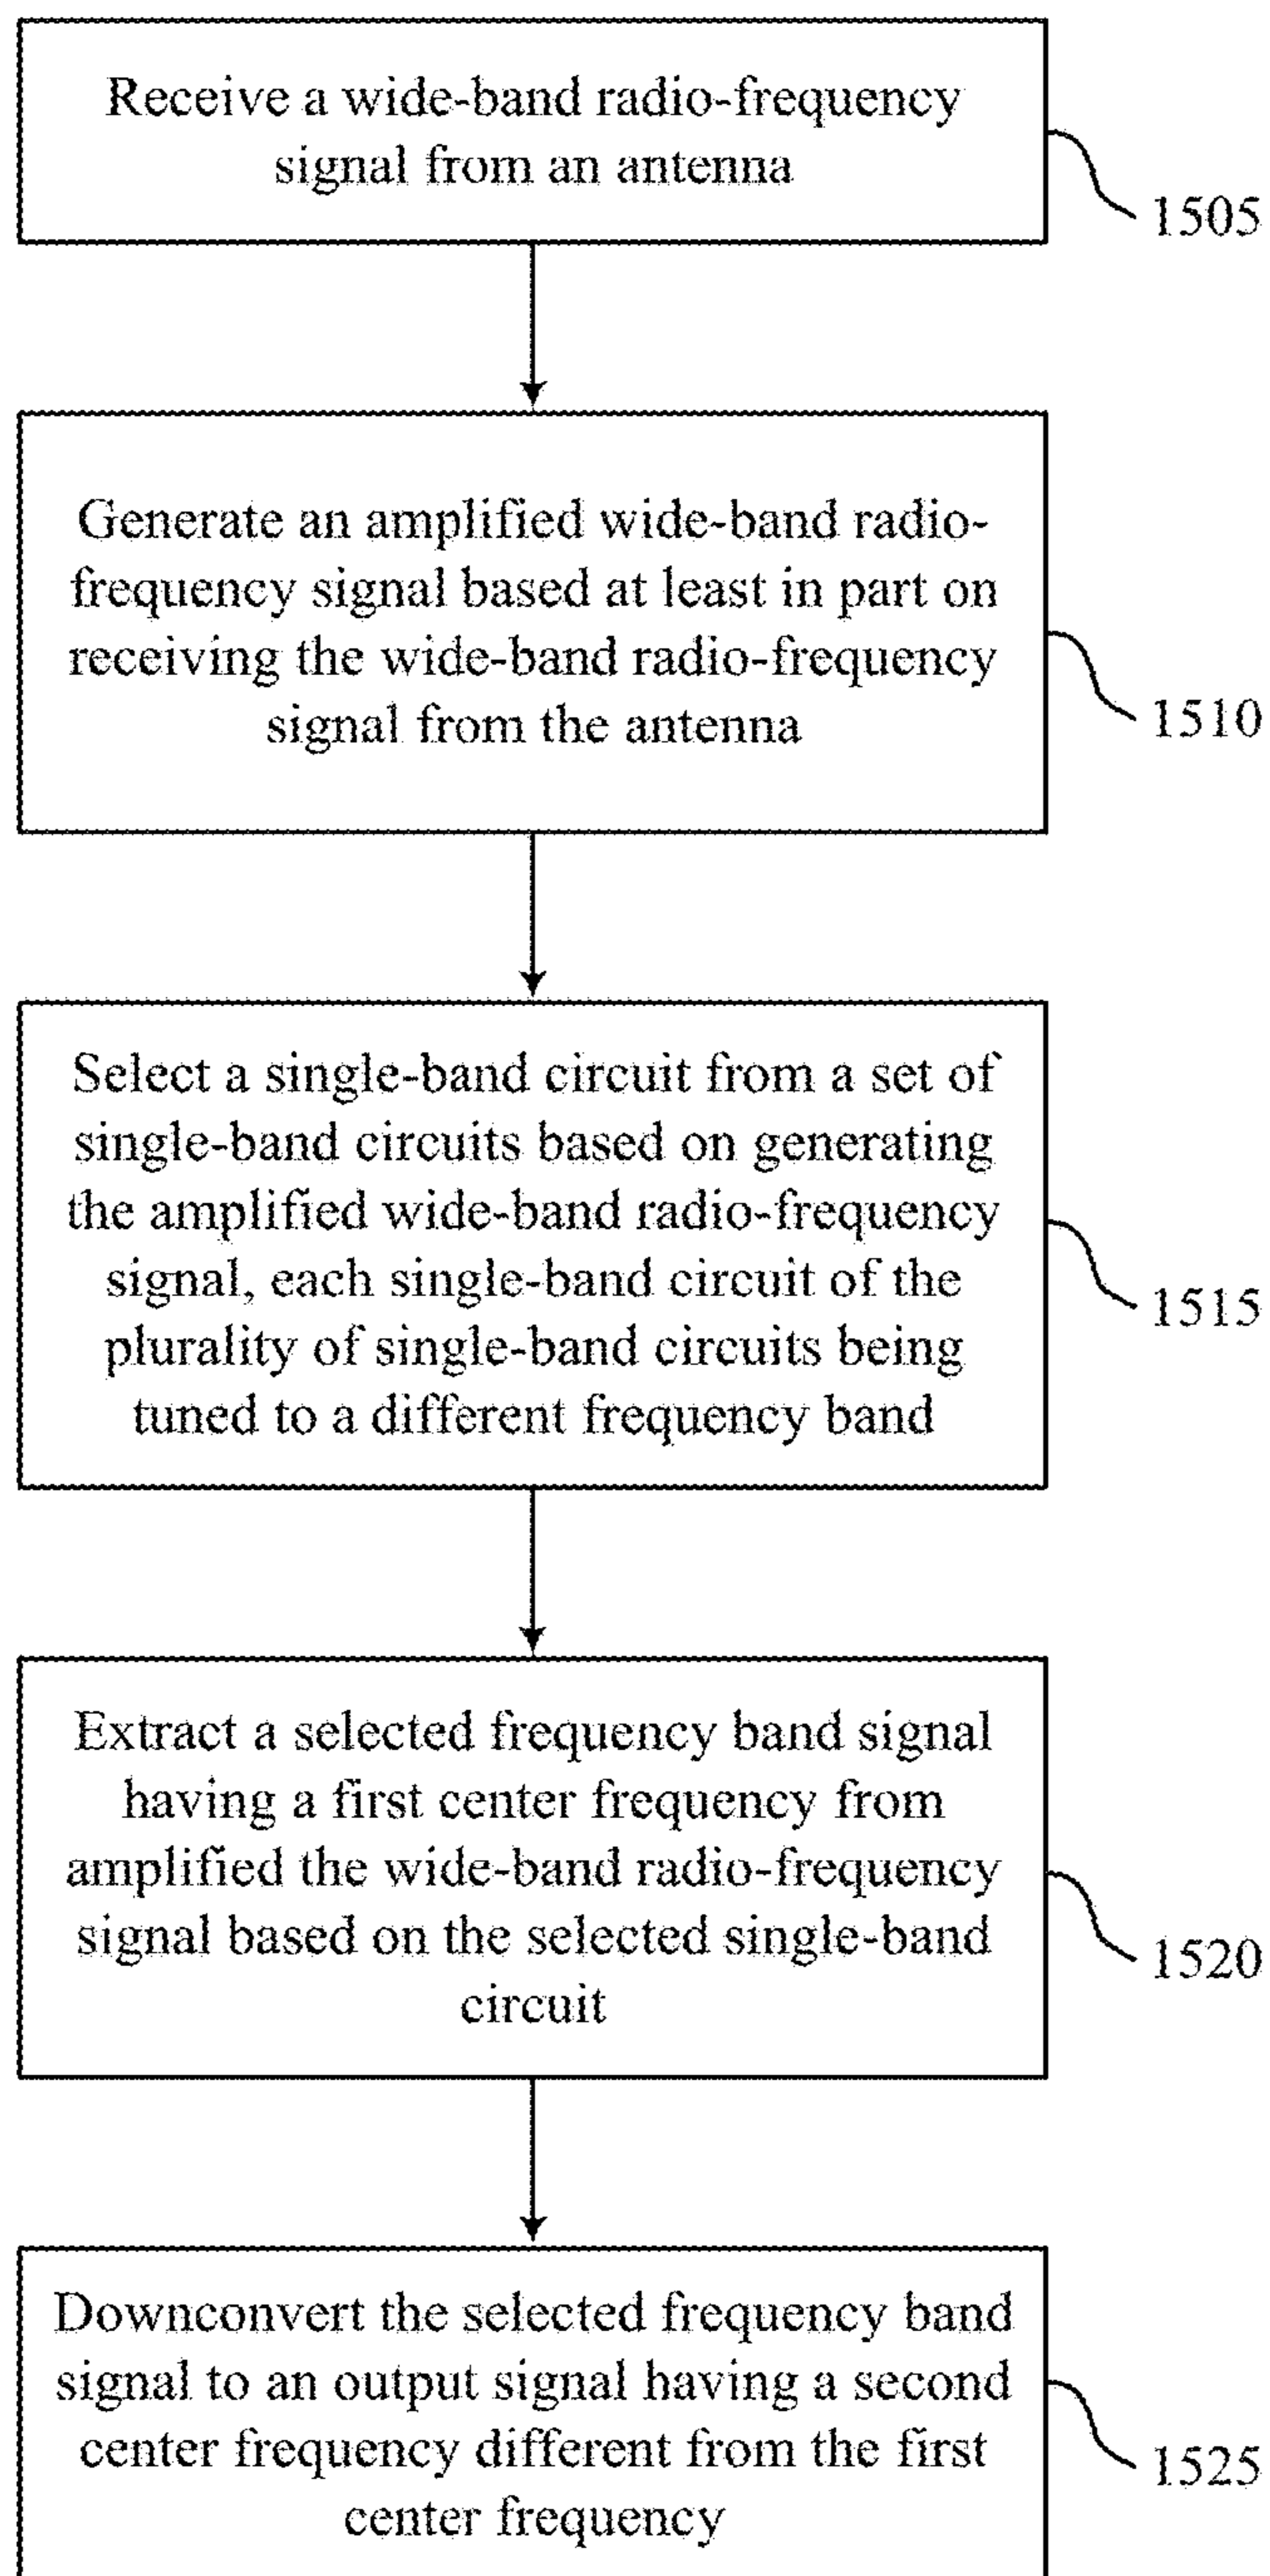 Receive a wide-band radio-frequency
signal from an antenna
1505
Generate an amplified wide-band radio-
frequency signal based at least in part on
receiving the wide-band radio-frequency
signal from the antenna
1510
Select a single-band circuit from a set of
single-band circuits based on generating
the amplified wide-band radio-frequency
signal, each single-band circuit of the
plurality of single-band circuits being
tuned to a different frequency band
1515
Extract a selected frequency band signal
having a first center frequency from
amplified the wide-band radio-frequency
signal based on the selected single-band
circuit
1520
Downconvert the selected frequency band
signal to an output signal having a second
center frequency different from the first
center frequency
1525